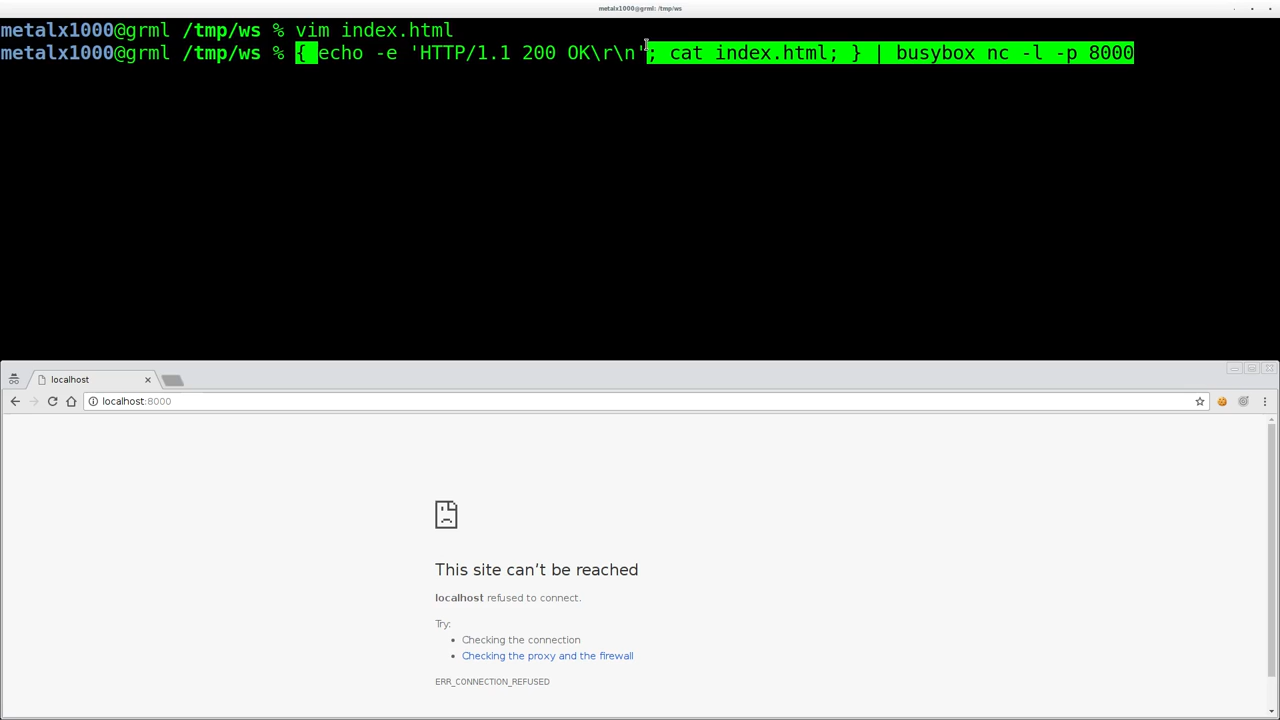 metalx1000@grml: /tmp/ws
metalx1000@grml /tmp/ws % vim index.html
metalx1000@grml /tmp/ws % { echo -e 'HTTP/1.1 200 OK\r\n'; cat index.html; } | busybox nc -l -p 8000
localhost
localhost:8000
This site can’t be reached
localhost refused to connect.
Try:
• Checking the connection
• Checking the proxy and the firewall
ERR_CONNECTION_REFUSED